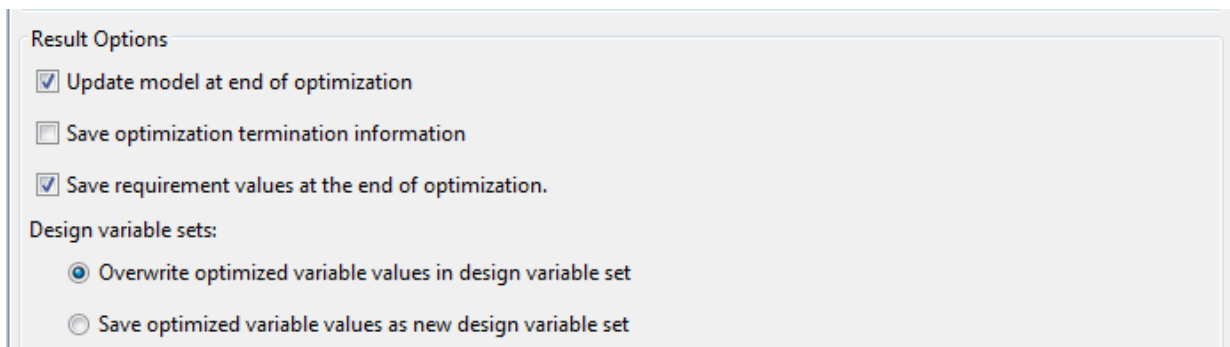 Result Options
Update model at end of optimization
Save optimization termination information
Save requirement values at the end of optimization.
Design variable sets:
Overwrite optimized variable values in design variable set
Save optimized variable values as new design variable set